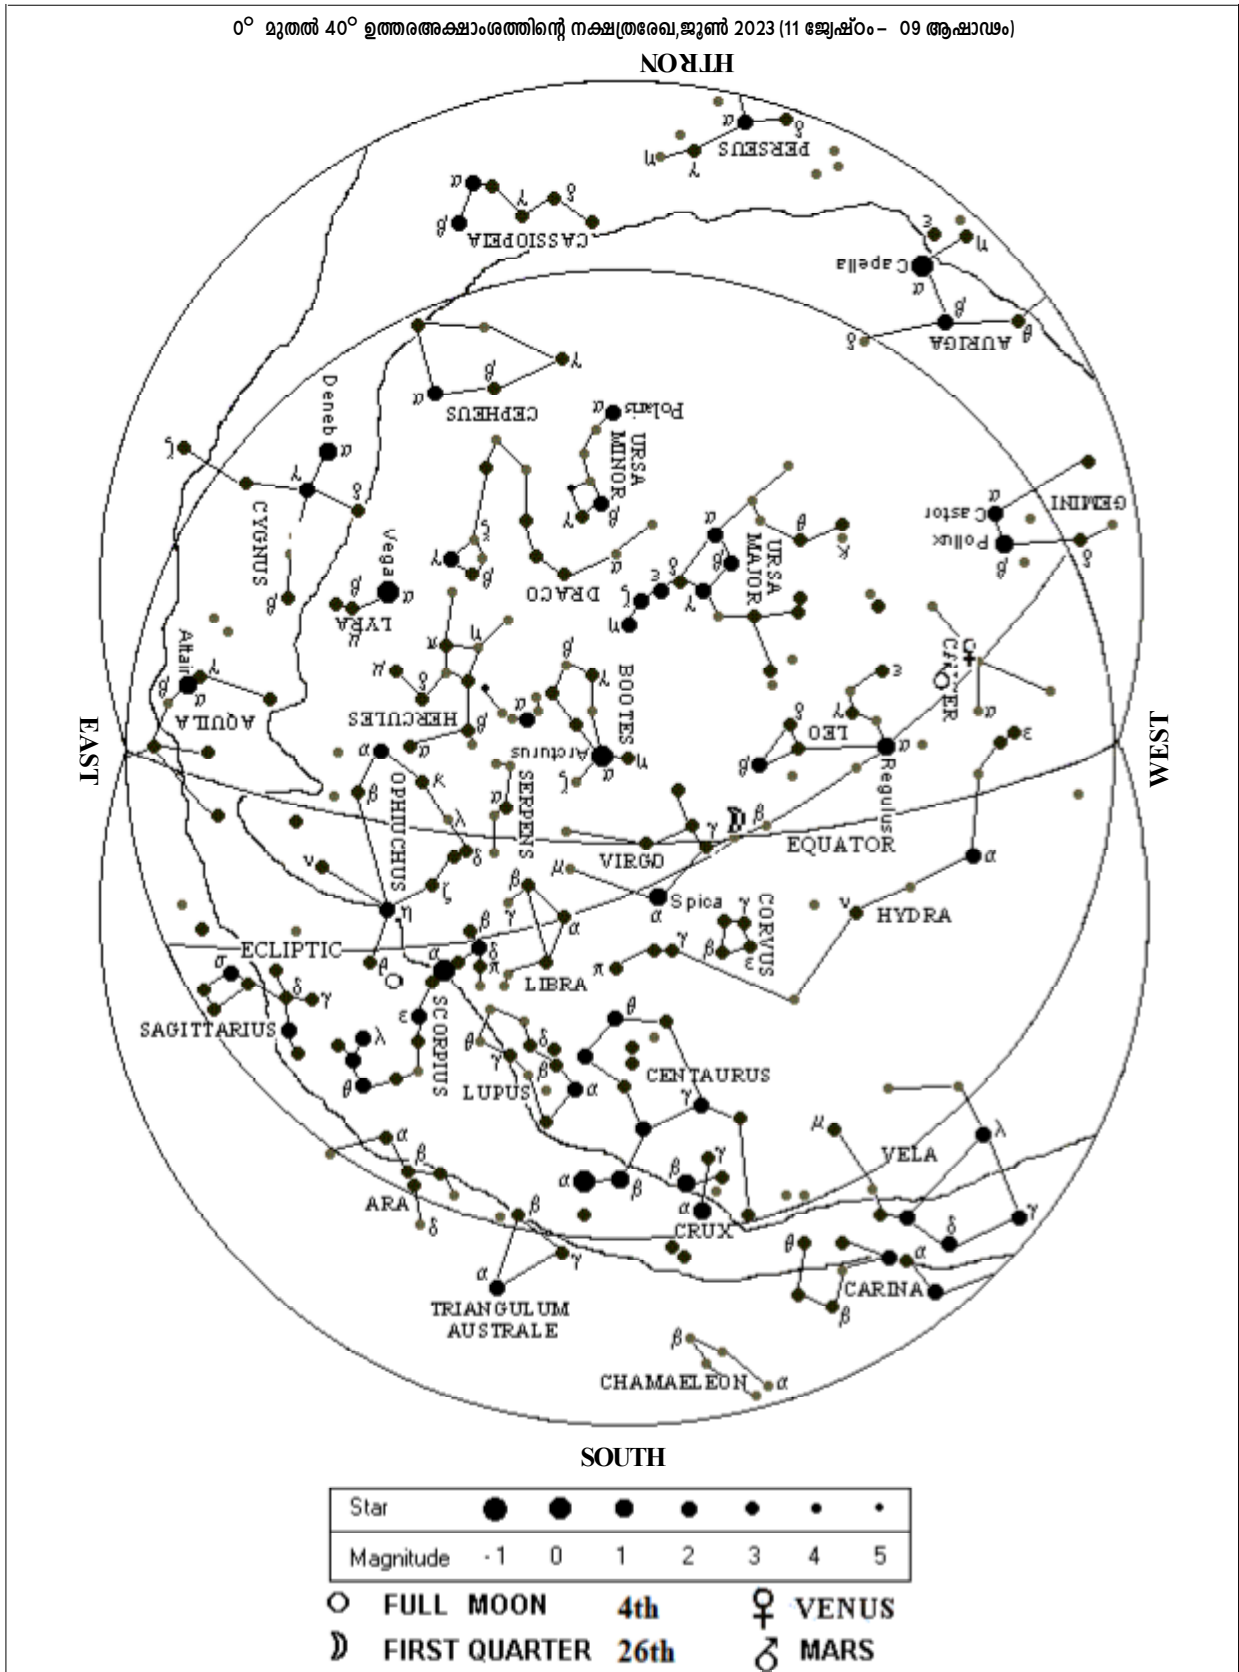 0° മുതൽ 40° ഉത്തരഅക്ഷാംശത്തിന്റെ നക്ഷത്രരേഖ,ജൂൺ 2023 (11 ജ്യേഷ്ഠം – 09 ആഷാഢം)
NORTH
α δ
PERSEUS
η γ
α γ δ
β
CASSIOPEIA
ε η
Capella
α
β θ
AURIGA
δ
γ
β
α
CEPHEUS
Deneb
α
α Polaris
URSA
MINOR
ζ
γ
δ
CYGNUS
β
β
γ
GEMINI
α
Castor
Pollux
β
δ
Vega
α
β
LYRA
μ
ξ
γ
β
α
DRACO
α
θ
κ
URSA
MAJOR
β
γ
δ
ε
ζ
η
Altair
γ
β
α
AQUILA
π
η
μ
δ
HERCULES
β
α
β
γ
BOOTES
α
Arcturus
α
η
ζ
ε
γ
δ
LEO
β
α
Regulus
α
ε
EAST
WEST
α
β
OPHIUCHUS
κ
λ
δ
ζ
ν
η
θ
SERPENS
α
VIRGO
γ
β
EQUATOR
μ
α
Spica
α
ν
HYDRA
γ
CORVUS
β
ε
γ
π
β
γ
α
LIBRA
ECLIPTIC
β
δ
α
π
SCORPIUS
ε
λ
θ
σ
δ
γ
SAGITTARIUS
θ
δ
γ
β
α
LUPUS
θ
CENTAURUS
γ
α
β
μ
λ
VELA
δ
γ
α
β
ARA
δ
γ
β
α
CRUX
β
γ
α
TRIANGULUM
AUSTRALE
θ
α
CARINA
β
β
CHAMAELEON
α
SOUTH
Star
Magnitude -1 0 1 2 3 4 5
FULL MOON 4th ♀ VENUS
FIRST QUARTER 26th ♂ MARS